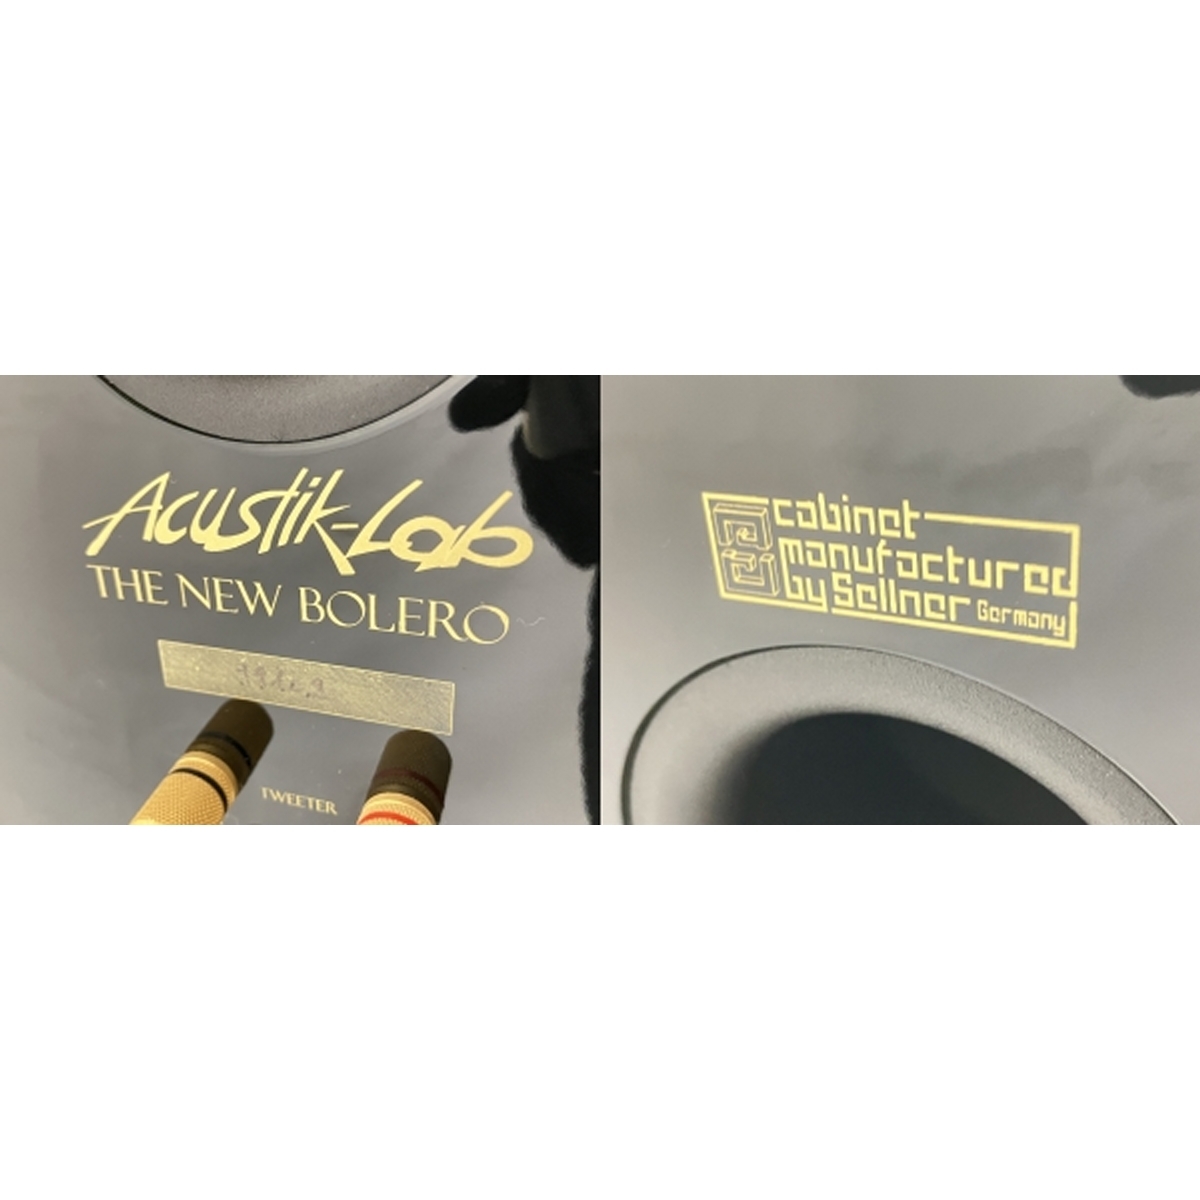 Acustik-Lab
THE NEW BOLERO
TWEETER
cabinet
manufactured
by Sellner Germany